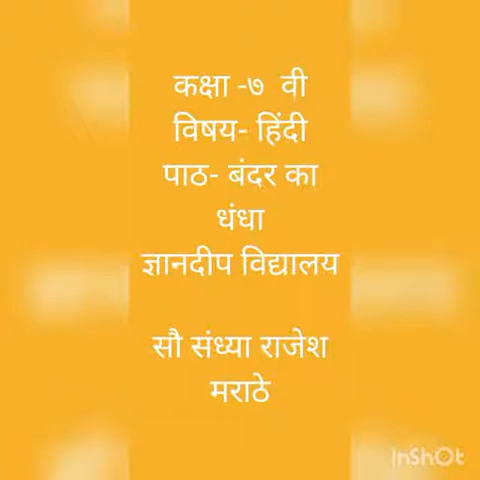 कक्षा -७ वी
विषय- हिंदी
पाठ- बंदर का
धंधा
ज्ञानदीप विद्यालय
सौ संध्या राजेश
मराठे
InShOt